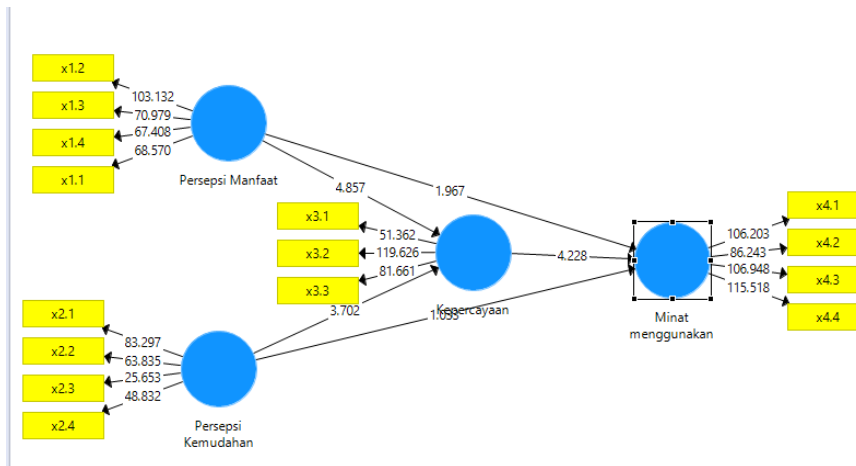 x1.2
x1.3
x1.4
x1.1
103.132
70.979
67.408
68.570
Persepsi Manfaat
4.857
1.967
x3.1
x3.2
x3.3
51.362
119.626
81.661
Kepercayaan
4.228
3.702
x4.1
x4.2
x4.3
x4.4
106.203
86.243
106.948
115.518
Minat
menggunakan
x2.1
x2.2
x2.3
x2.4
83.297
63.835
25.653
48.832
Persepsi
Kemudahan